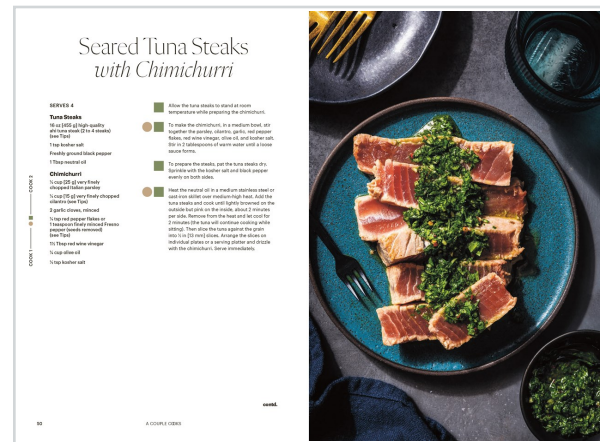 Seared Tuna Steaks
with Chimichurri
SERVES 4
Tuna Steaks
16 oz [455 g] high-quality
ahi tuna steak (2 to 4 steaks)
(see Tips)
1 tsp kosher salt
Freshly ground black pepper
1 Tbsp neutral oil
Chimichurri
cup [25 g] very finely
chopped Italian parsley
cup [15 g] very finely chopped
cilantro (see Tips)
2 garlic cloves, minced
tsp red pepper flakes or
1 teaspoon finely minced Fresno
pepper (seeds removed)
(see Tips)
1½ Tbsp red wine vinegar
cup olive oil
tsp kosher salt
Allow the tuna steaks to stand at room
temperature while preparing the chimichurri.
To make the chimichurri, in a medium bowl, stir
together the parsley, cilantro, garlic, red pepper
flakes, red wine vinegar, olive oil, and kosher salt.
Stir in 2 tablespoons of warm water until a loose
sauce forms.
To prepare the steaks, pat the tuna steaks dry.
Sprinkle with the kosher salt and black pepper
evenly on both sides.
Heat the neutral oil in a medium stainless steel or
cast-iron skillet over medium-high heat. Add the
tuna steaks and cook until lightly browned on the
outside but pink on the inside, about 2 minutes
per side. Remove from the heat and let cool for
2 minutes (the tuna will continue cooking while
sitting). Then slice the tuna against the grain
into ½ in [13 mm] slices. Arrange the slices on
individual plates or a serving platter and drizzle
with the chimichurri. Serve immediately.
COOK 1
COOK 2
contd.
50
A COUPLE COOKS